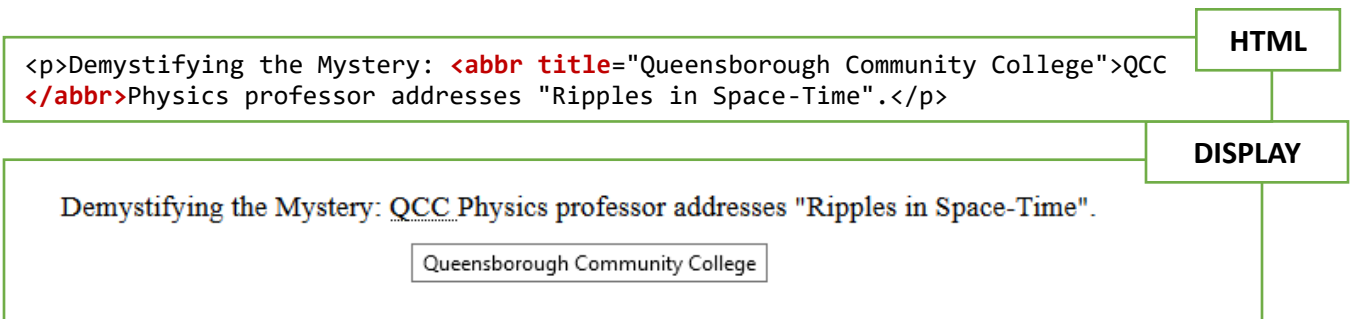 HTML
<p>Demystifying the Mystery: <abbr title="Queensborough Community College">QCC
</abbr>Physics professor addresses "Ripples in Space-Time".</p>
DISPLAY
Demystifying the Mystery: QCC Physics professor addresses "Ripples in Space-Time".
Queensborough Community College